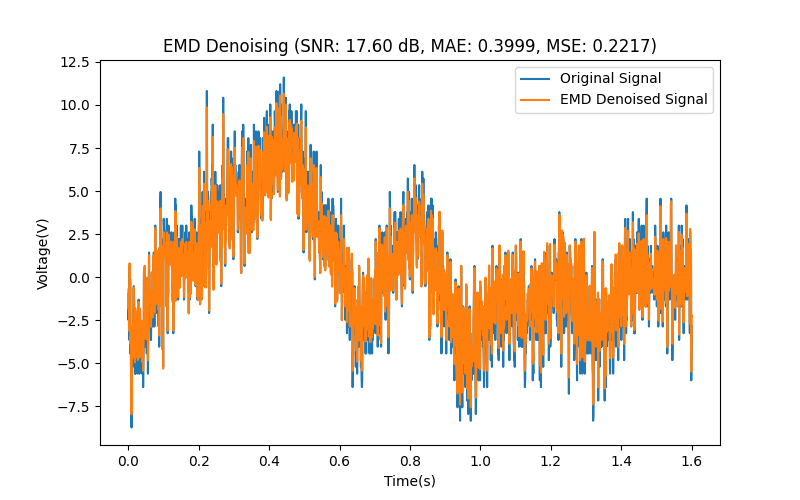 EMD Denoising (SNR: 17.60 dB, MAE: 0.3999, MSE: 0.2217)
Original Signal
EMD Denoised Signal
12.5
10.0
7.5
5.0
2.5
0.0
−2.5
−5.0
−7.5
Voltage(V)
0.0 0.2 0.4 0.6 0.8 1.0 1.2 1.4 1.6
Time(s)